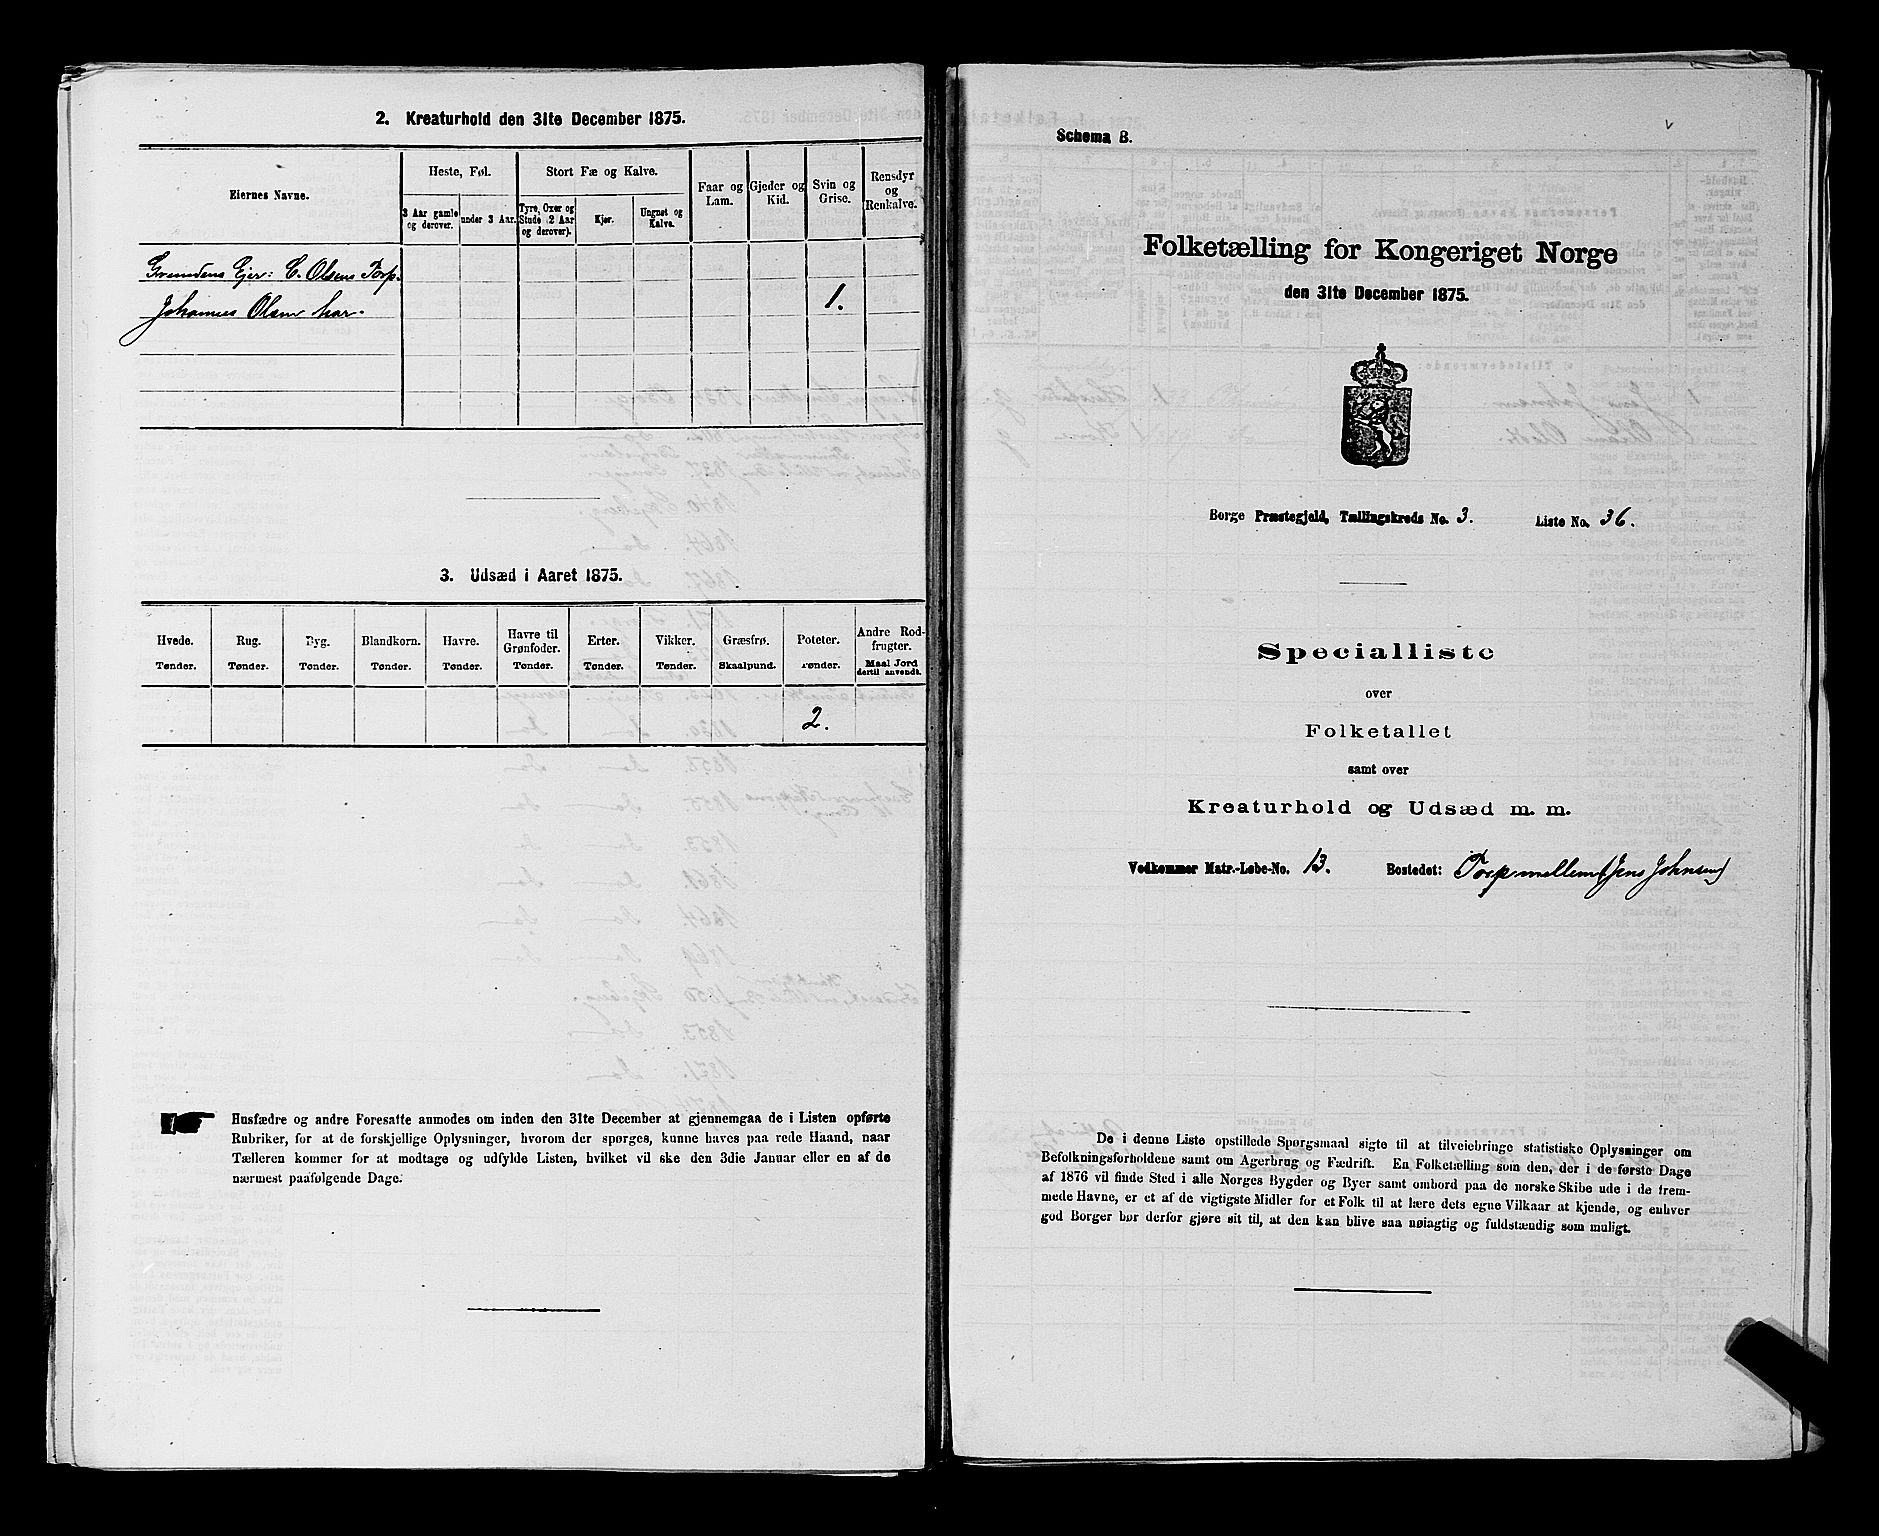 2. Kreaturhold den 31te December 1875.
Eiernes Navne.
Heste, Føl.
3 Aar gamle og derover.
under 3 Aar.
Stort Fæ og Kalve.
Tyre, Oxer og Stude (2 Aar og derover).
Kjør.
Ungnøt og Kalve.
Faar og Lam.
Gjeder og Kid.
Svin og Grise.
Rensdyr og Renkalve.
Grundens Ejer: C. Olsens Torp.
Johannes Olsen har. 1.
3. Udsæd i Aaret 1875.
Hvede. Rug. Byg. Blandkorn. Havre. Havre til Grønfoder. Erter. Vikker. Græsfrø. Poteter. Andre Rodfrugter.
Tønder. Tønder. Tønder. Tønder. Tønder. Tønder. Tønder. Tønder. Skaalpund. Tønder. Maal Jord dertil anvendt.
2.
Husfædre og andre Foresatte anmodes om inden den 31te December at gjennemgaa de i Listen opførte
Rubriker, for at de forskjellige Oplysninger, hvorom der spørges, kunne haves paa rede Haand, naar
Tælleren kommer for at modtage og udfylde Listen, hvilket vil ske den 3die Januar eller en af de
nærmest paafølgende Dage.
Schema B.
Folketælling for Kongeriget Norge
den 31te December 1875.
Borge Præstegjeld, Tællingskreds No. 3. Liste No. 36.
Specialliste
over
Folketallet
samt over
Kreaturhold og Udsæd m. m.
Vedkommer Matr.-Løbe-No. 13. Bostedet: Torp mellem (Jens Johnsen)
De i denne Liste opstillede Spørgsmaal sigte til at tilveiebringe statistiske Oplysninger om
Befolkningsforholdene samt om Agerbrug og Fædrift. En Folketælling som den, der i de første Dage
af 1876 vil finde Sted i alle Norges Bygder og Byer samt ombord paa de norske Skibe ude i de frem-
mede Havne, er et af de vigtigste Midler for et Folk til at lære dets egne Vilkaar at kjende, og enhver
god Borger bør derfor gjøre sit til, at den kan blive saa nøiagtig og fuldstændig som muligt.